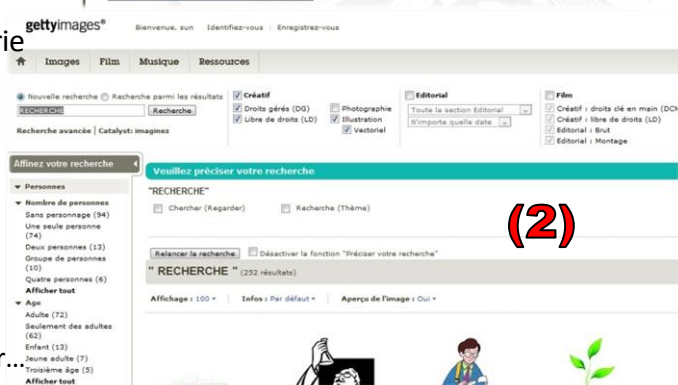 gettyimages®
Bienvenue, sun Identifiez-vous Enregistrez-vous
rie
Images Film Musique Ressources
Nouvelle recherche Recherche parmi les résultats
RECHERCHE Recherche
Recherche avancée | Catalyst: imaginez
Créatif
Droits gérés (DG) Photographie
Libre de droits (LD) Illustration
Vectoriel
Editorial
Toute la section Editorial
N'importe quelle date
Film
Créatif : droits clé en main (DCM
Créatif : libre de droits (LD)
Editorial : Brut
Editorial : Montage
Affinez votre recherche
Personnes
Nombre de personnes
Sans personnage (94)
Une seule personne
(74)
Deux personnes (13)
Groupe de personnes
(10)
Quatre personnes (6)
Afficher tout
Age
Adulte (72)
Seulement des adultes
(62)
Enfant (13)
Jeune adulte (7)
Troisième âge (5)
Afficher tout
r...
Veuillez préciser votre recherche
"RECHERCHE"
Chercher (Regarder) Recherche (Thème)
(2)
Relancer la recherche Désactiver la fonction "Préciser votre recherche"
" RECHERCHE " (252 résultats)
Affichage : 100 Infos : Par défaut Aperçu de l'image : Oui